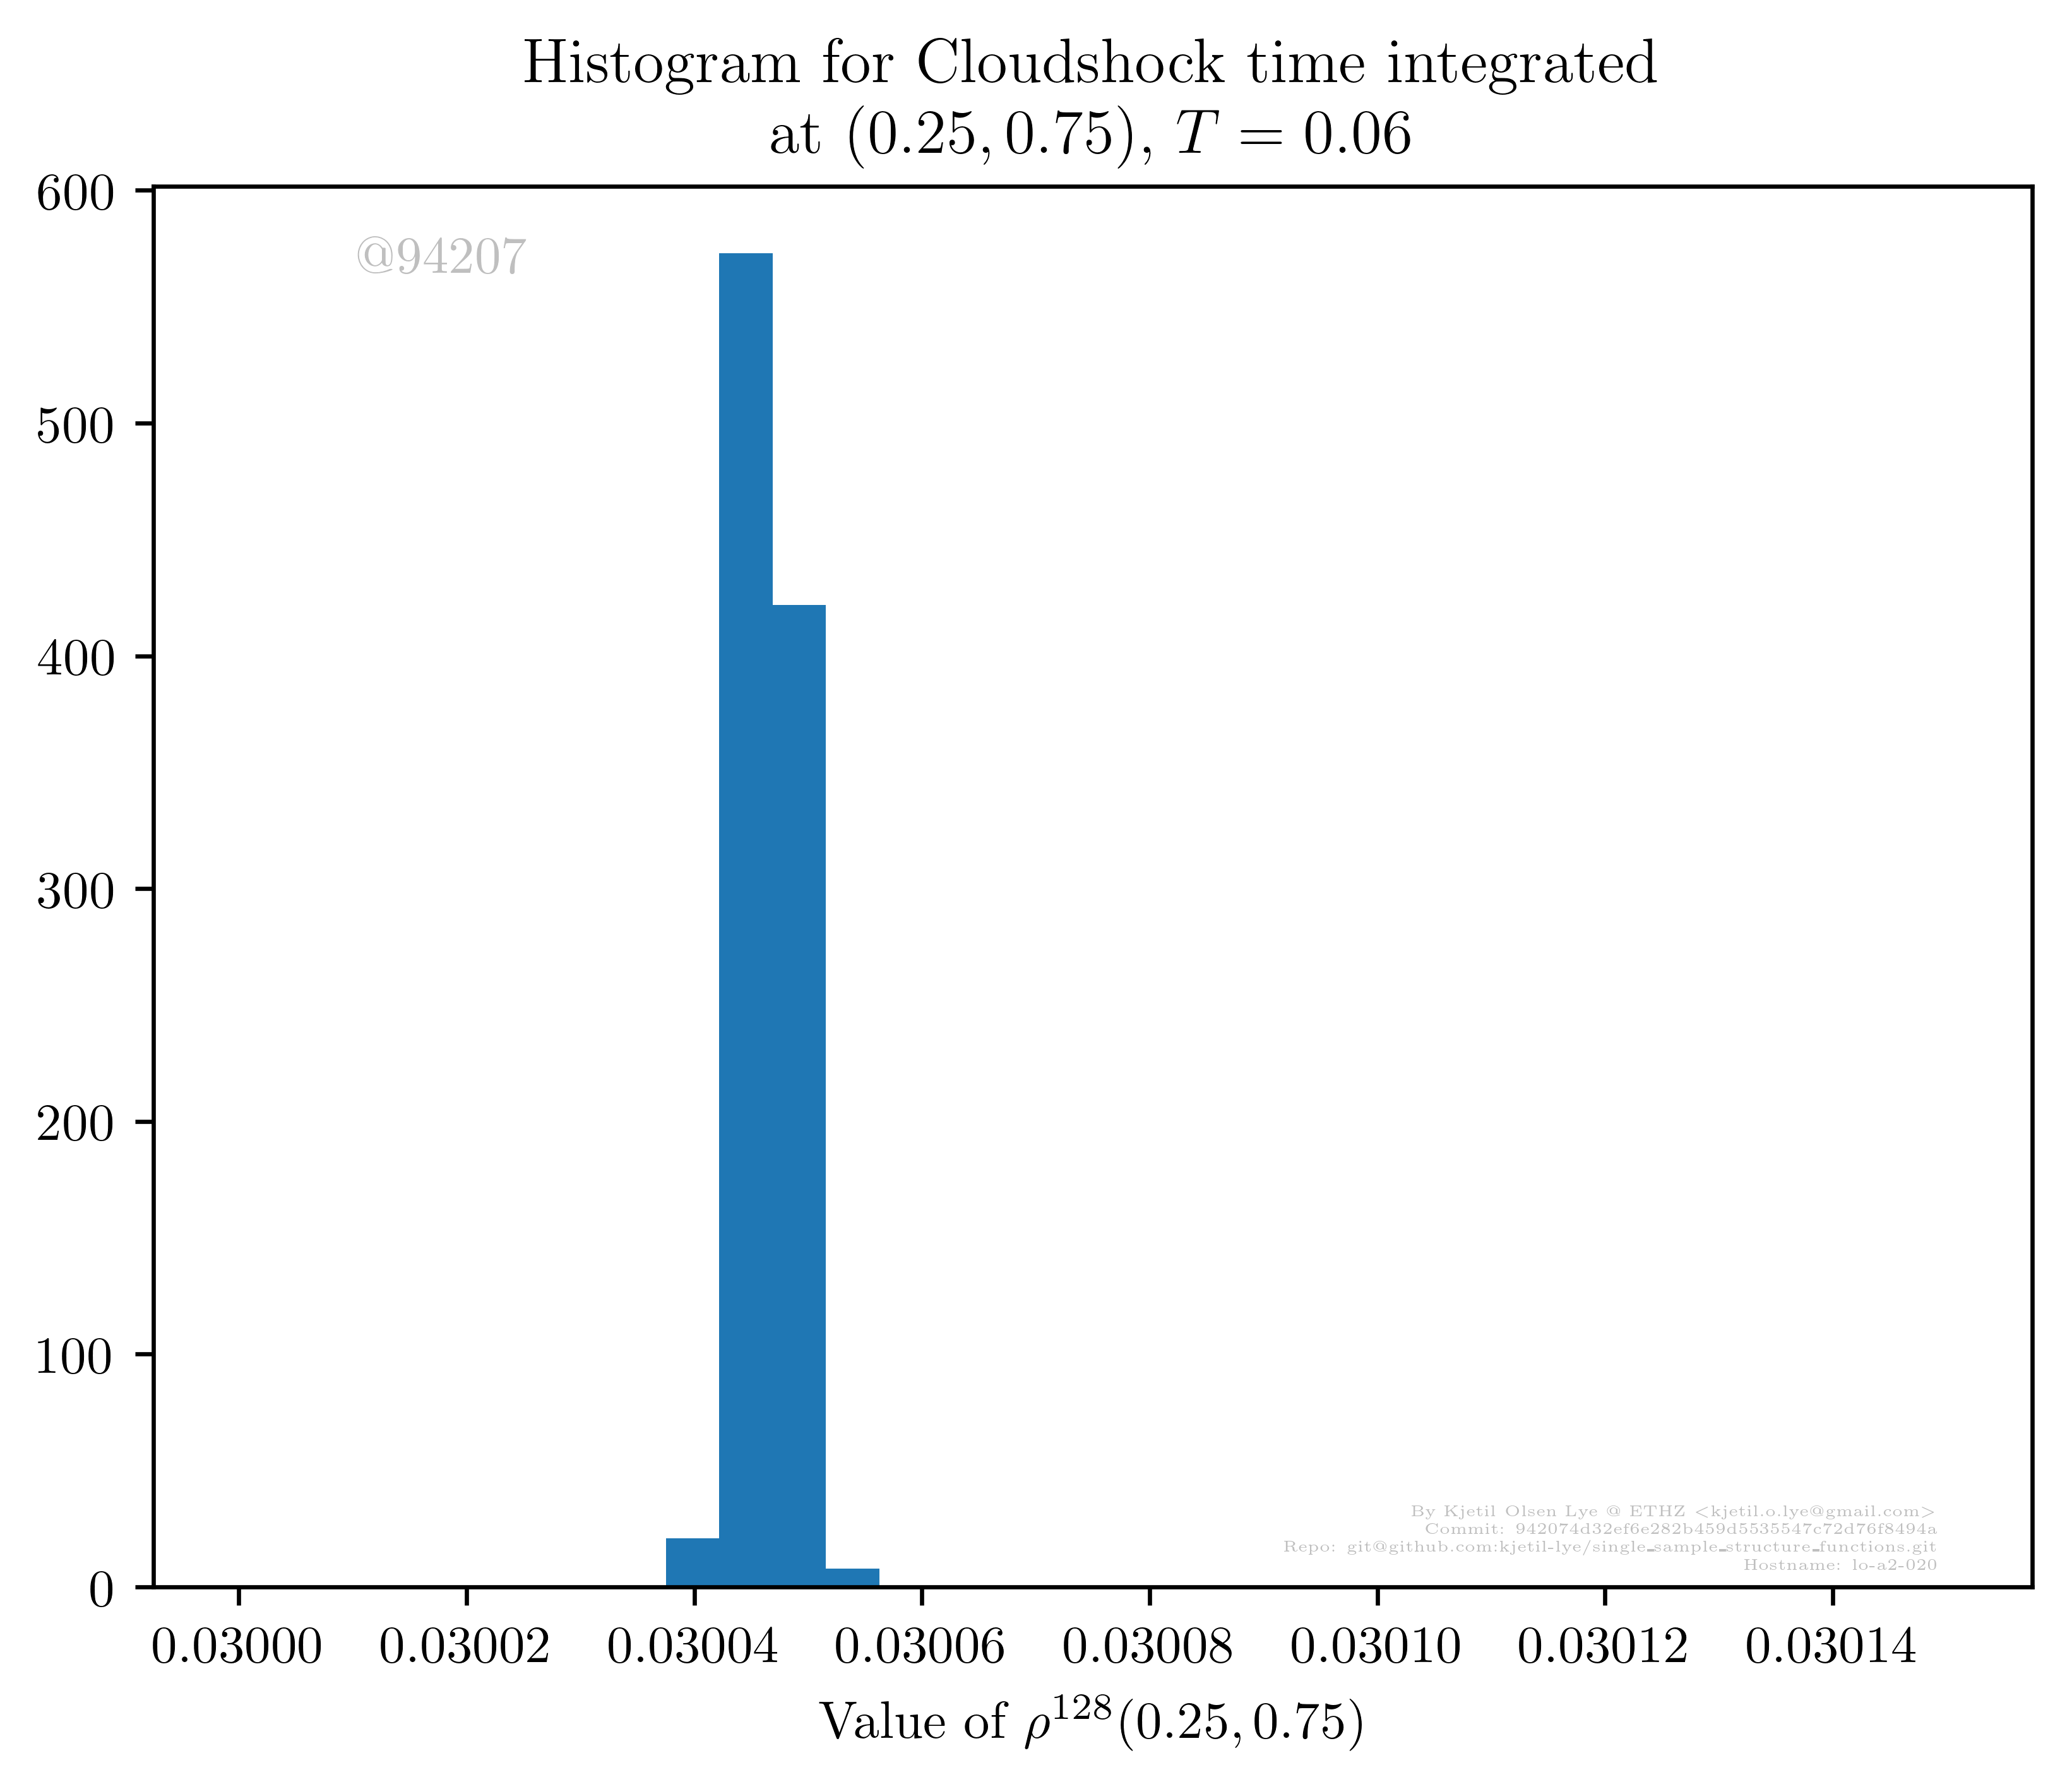 Histogram for Cloudshock time integrated
at (0.25, 0.75), T = 0.06
600
@94207
500
400
300
200
100
0
By Kjetil Olsen Lye @ ETHZ <kjetil.o.lye@gmail.com>
Commit: 942074d32ef6e282b459d5535547c72d76f8494a
Repo: git@github.com:kjetil-lye/single_sample_structure_functions.git
Hostname: lo-a2-020
0.03000 0.03002 0.03004 0.03006 0.03008 0.03010 0.03012 0.03014
Value of ρ¹²⁸(0.25, 0.75)